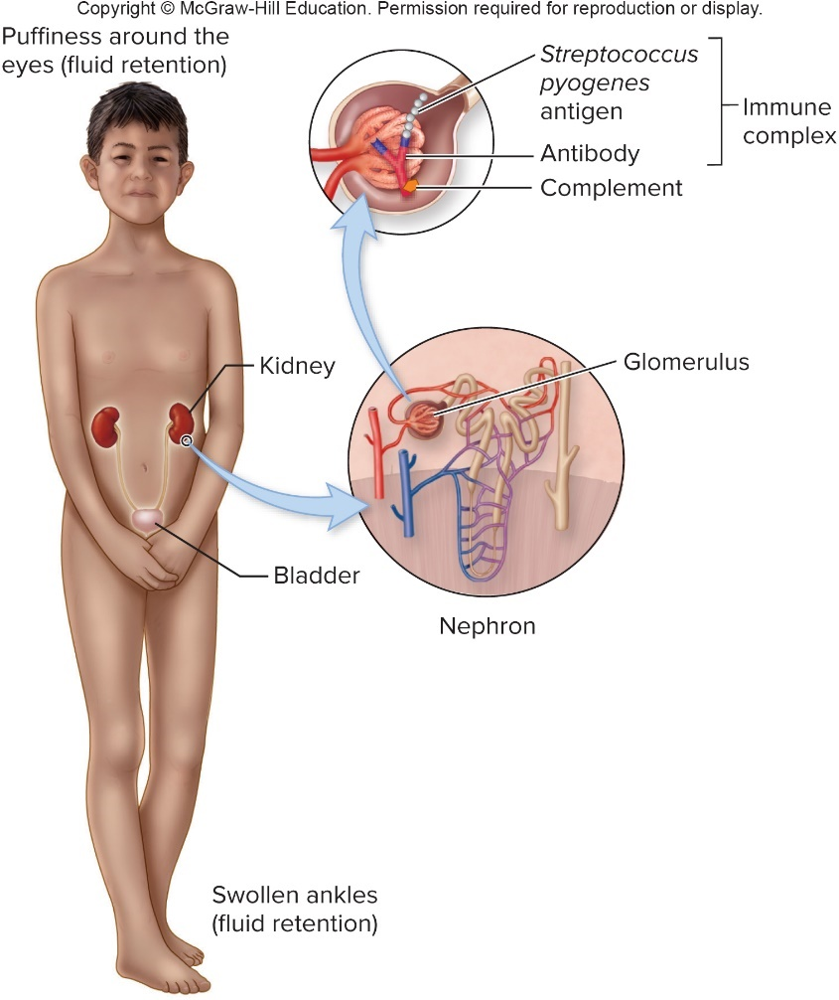 Copyright © McGraw-Hill Education. Permission required for reproduction or display.
Puffiness around the
eyes (fluid retention)
Streptococcus
pyogenes
antigen
Immune
complex
Antibody
Complement
Kidney
Glomerulus
Bladder
Nephron
Swollen ankles
(fluid retention)